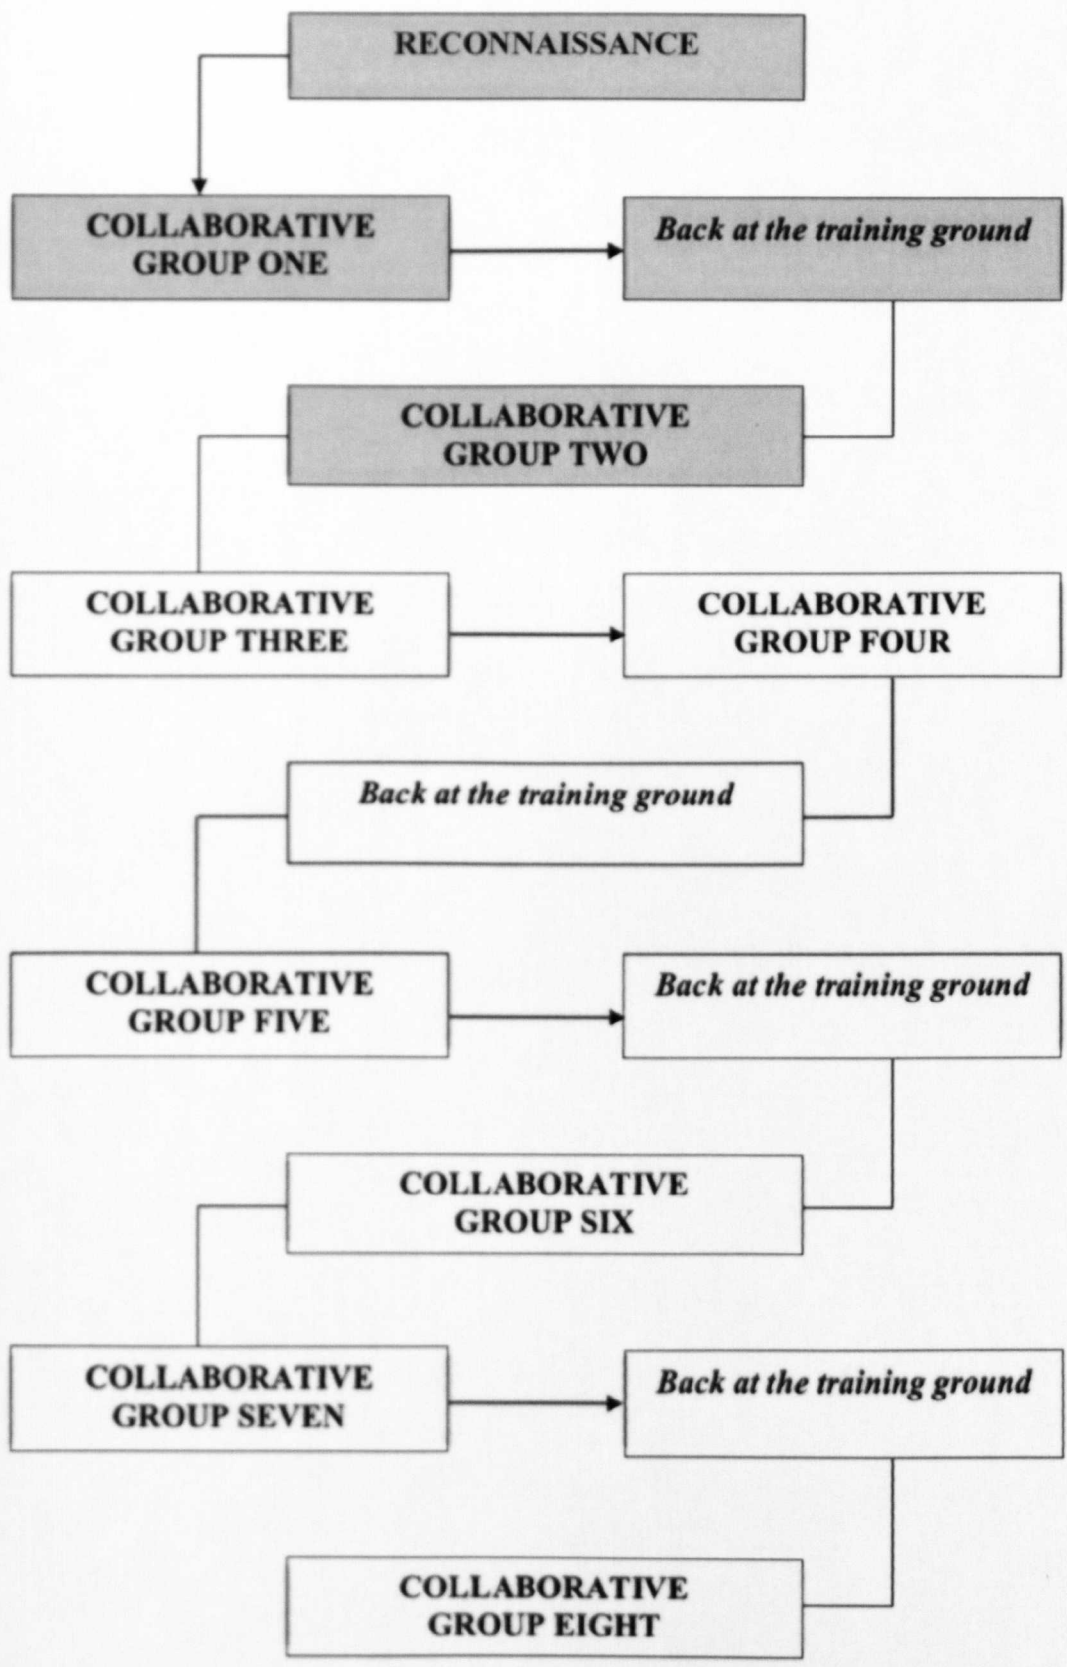 RECONNAISSANCE
COLLABORATIVE
GROUP ONE
Back at the training ground
COLLABORATIVE
GROUP TWO
COLLABORATIVE
GROUP THREE
COLLABORATIVE
GROUP FOUR
Back at the training ground
COLLABORATIVE
GROUP FIVE
Back at the training ground
COLLABORATIVE
GROUP SIX
COLLABORATIVE
GROUP SEVEN
Back at the training ground
COLLABORATIVE
GROUP EIGHT